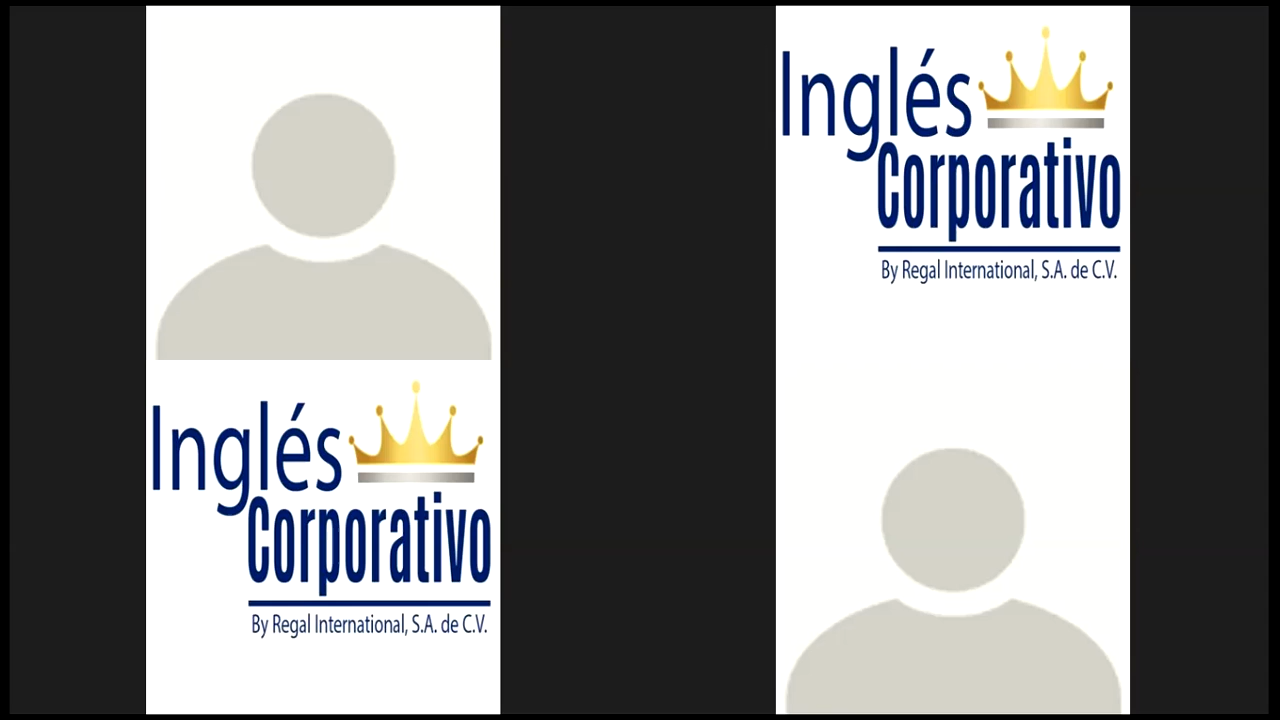 Inglés
Corporativo
By Regal International, S.A. de C.V.
Inglés
Corporativo
By Regal International, S.A. de C.V.